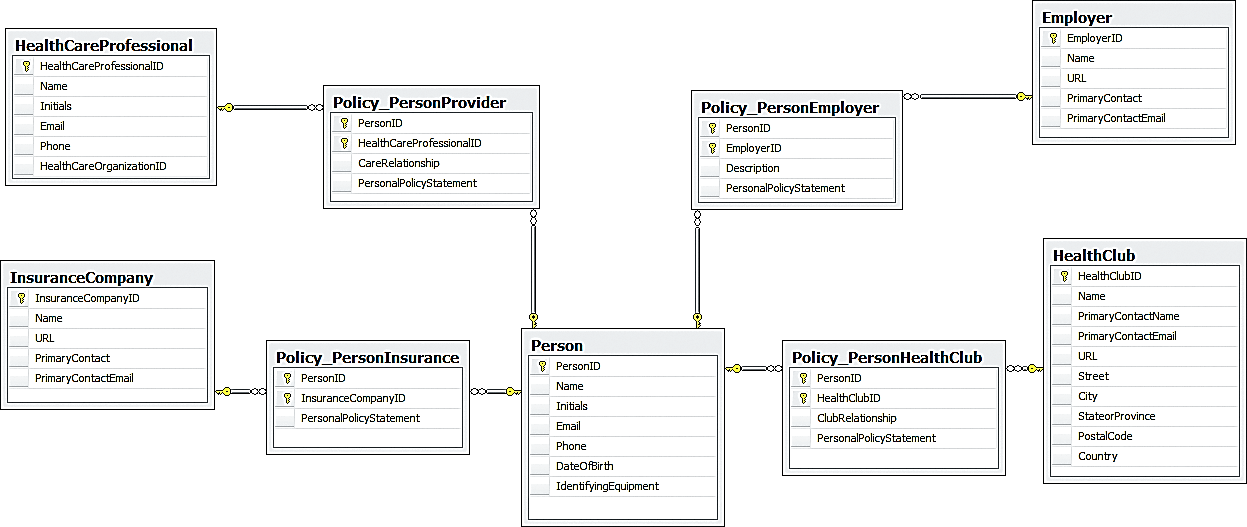 HealthCareProfessional
HealthCareProfessionalID
Name
Initials
Email
Phone
HealthCareOrganizationID
Policy_PersonProvider
PersonID
HealthCareProfessionalID
CareRelationship
PersonalPolicyStatement
Policy_PersonEmployer
PersonID
EmployerID
Description
PersonalPolicyStatement
Employer
EmployerID
Name
URL
PrimaryContact
PrimaryContactEmail
InsuranceCompany
InsuranceCompanyID
Name
URL
PrimaryContact
PrimaryContactEmail
Policy_PersonInsurance
PersonID
InsuranceCompanyID
PersonalPolicyStatement
Person
PersonID
Name
Initials
Email
Phone
DateOfBirth
IdentifyingEquipment
Policy_PersonHealthClub
PersonID
HealthClubID
ClubRelationship
PersonalPolicyStatement
HealthClub
HealthClubID
Name
PrimaryContactName
PrimaryContactEmail
URL
Street
City
StateorProvince
PostalCode
Country